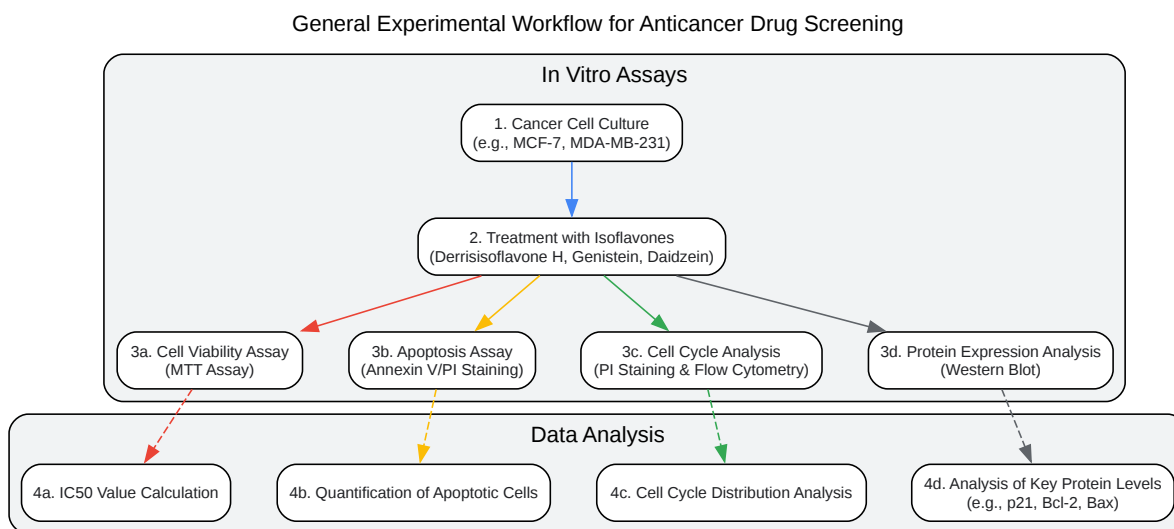 General Experimental Workflow for Anticancer Drug Screening
In Vitro Assays
1. Cancer Cell Culture
(e.g., MCF-7, MDA-MB-231)
2. Treatment with Isoflavones
(Derrisisoflavone H, Genistein, Daidzein)
3a. Cell Viability Assay
(MTT Assay)
3b. Apoptosis Assay
(Annexin V/PI Staining)
3c. Cell Cycle Analysis
(PI Staining & Flow Cytometry)
3d. Protein Expression Analysis
(Western Blot)
Data Analysis
4a. IC50 Value Calculation
4b. Quantification of Apoptotic Cells
4c. Cell Cycle Distribution Analysis
4d. Analysis of Key Protein Levels
(e.g., p21, Bcl-2, Bax)